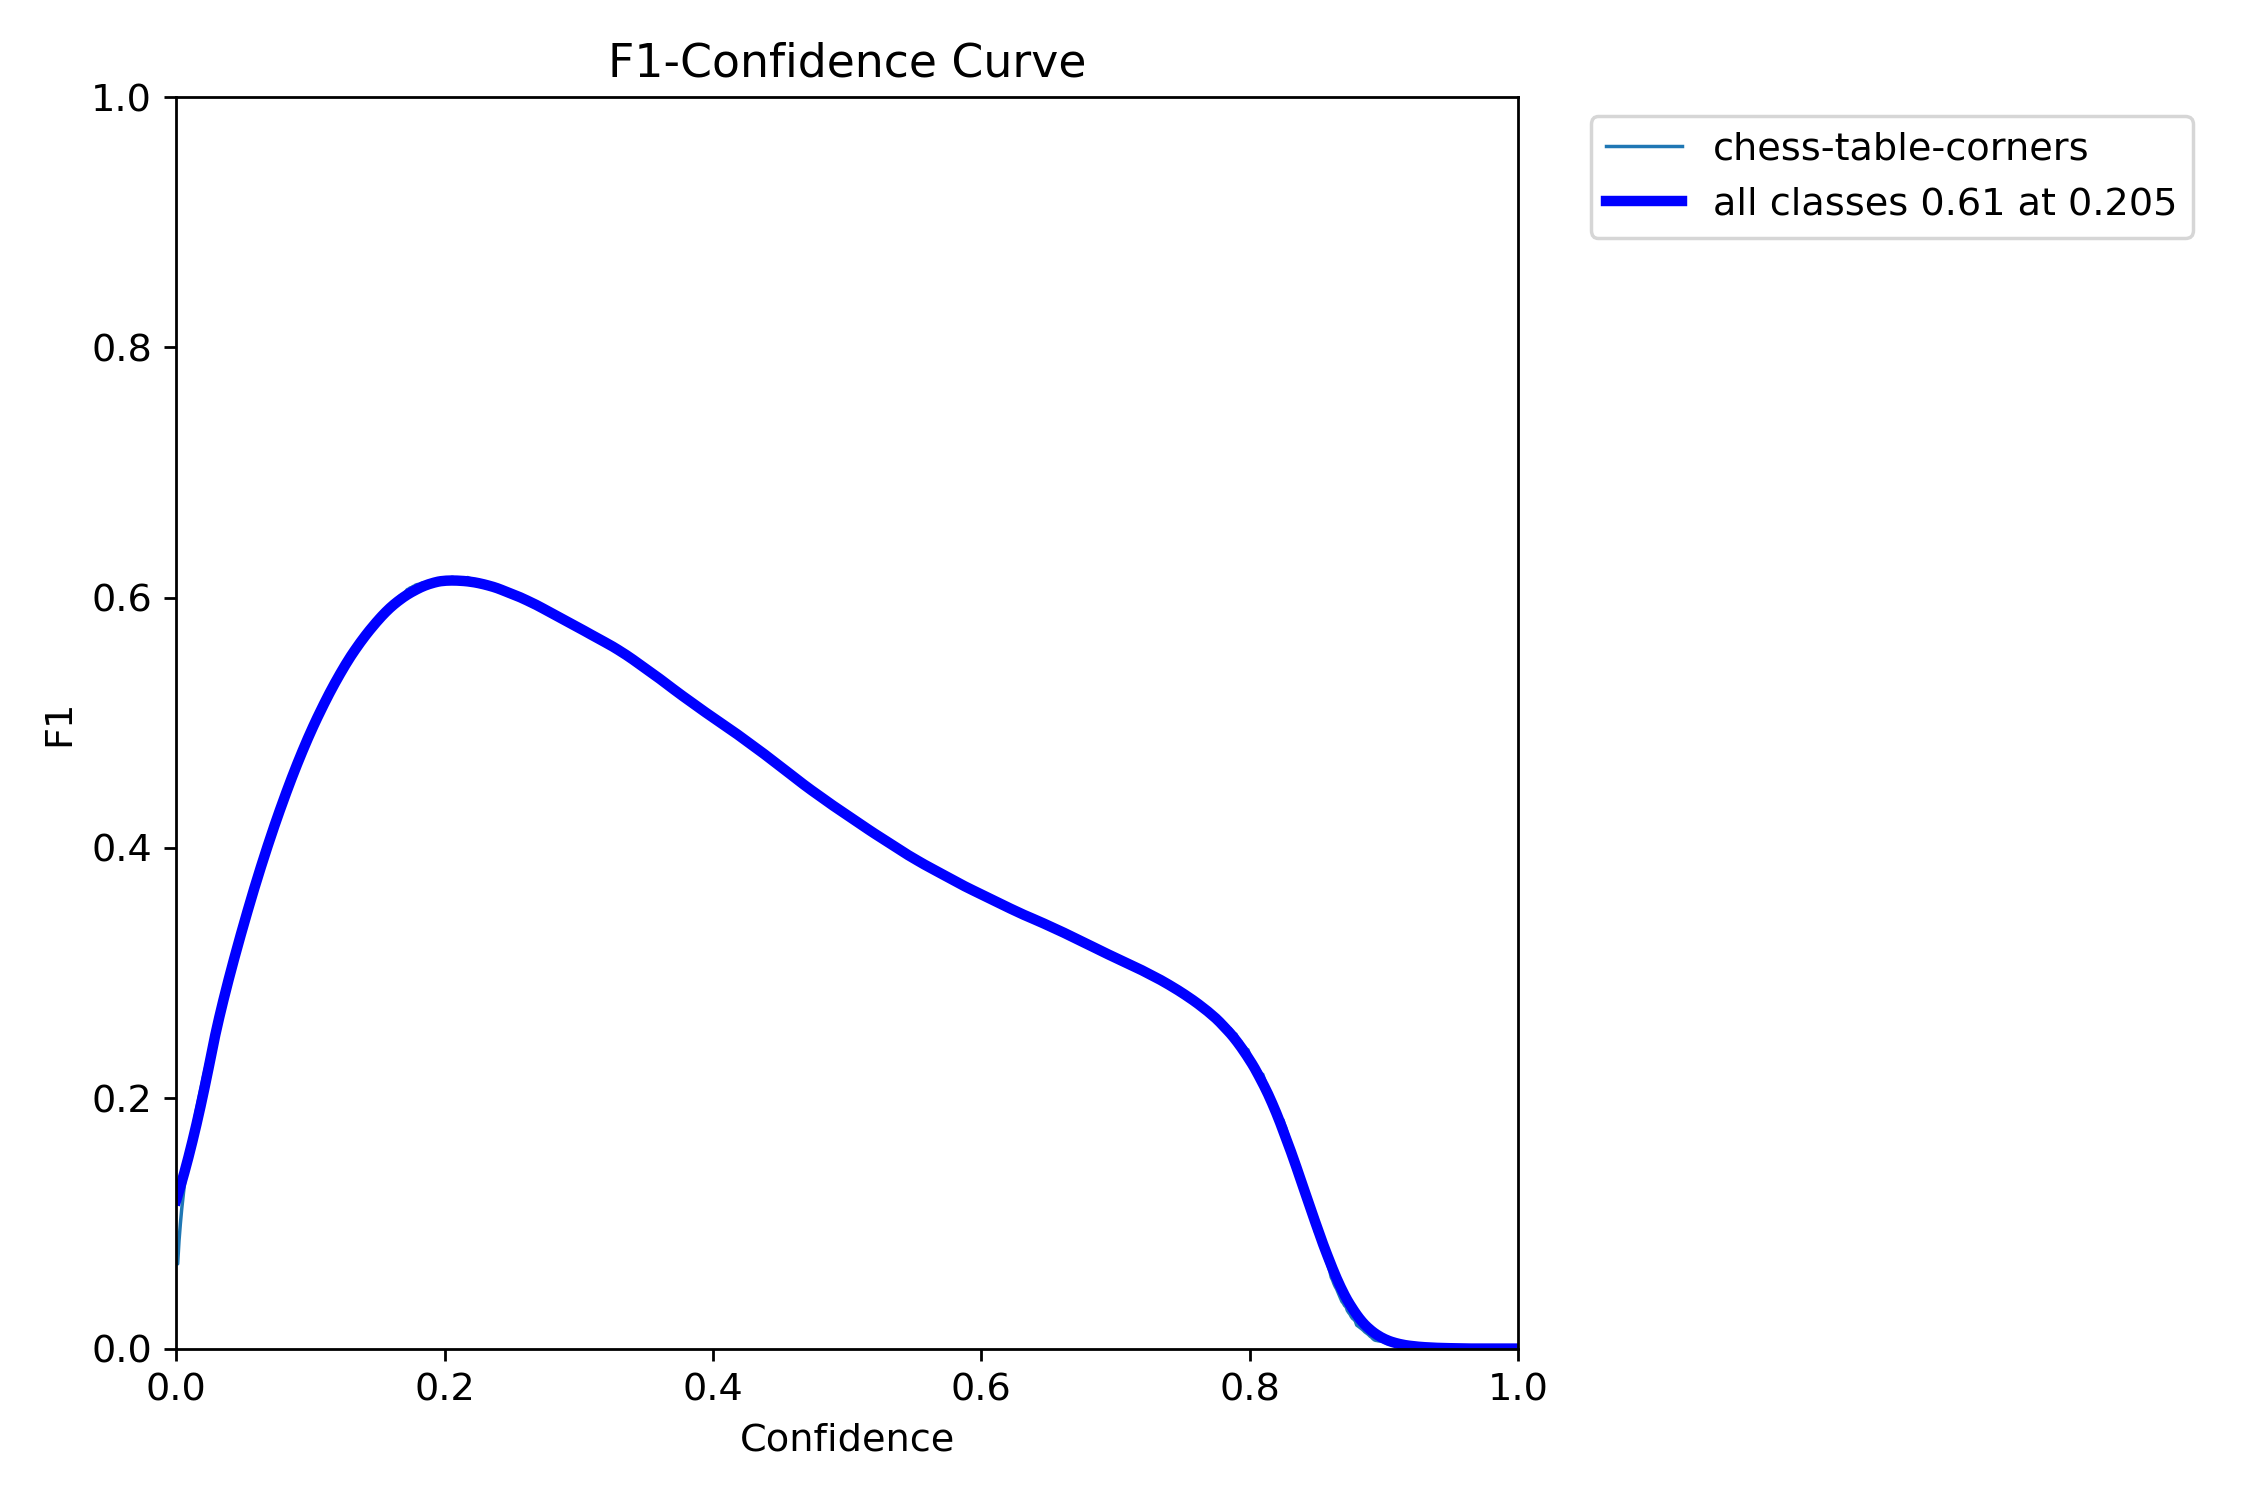 F1-Confidence Curve
1.0
0.8
0.6
0.4
0.2
0.0
F1
0.0 0.2 0.4 0.6 0.8 1.0
Confidence
chess-table-corners
all classes 0.61 at 0.205